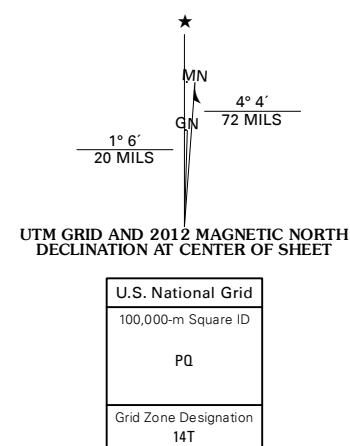 ★
MN
4° 4´
72 MILS
GN
1° 6´
20 MILS
UTM GRID AND 2012 MAGNETIC NORTH
DECLINATION AT CENTER OF SHEET
U.S. National Grid
100,000-m Square ID
PQ
Grid Zone Designation
14T